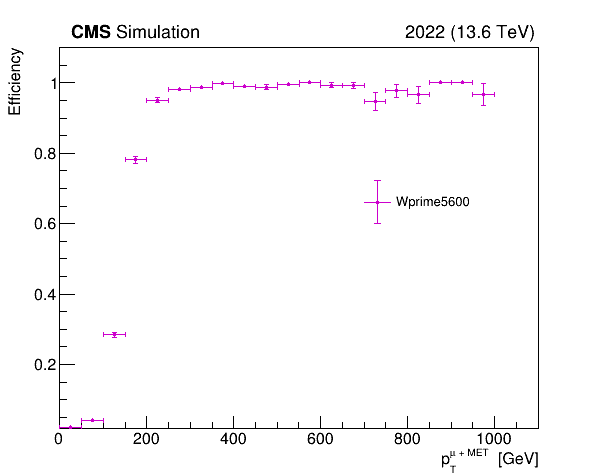 CMS Simulation 2022 (13.6 TeV)
Efficiency
1
0.8
0.6
0.4
0.2
Wprime5600
0 200 400 600 800 1000
p_T^{μ + MET} [GeV]